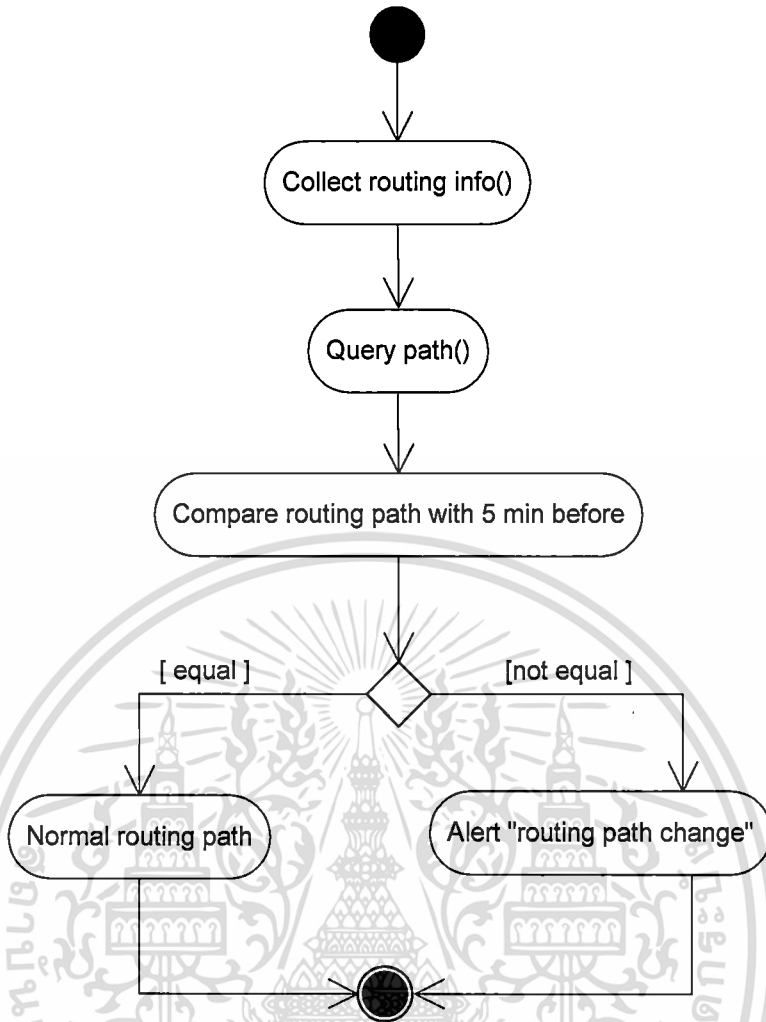 Collect routing info()
Query path()
Compare routing path with 5 min before
[ equal ]
[not equal ]
Normal routing path
Alert "routing path change"